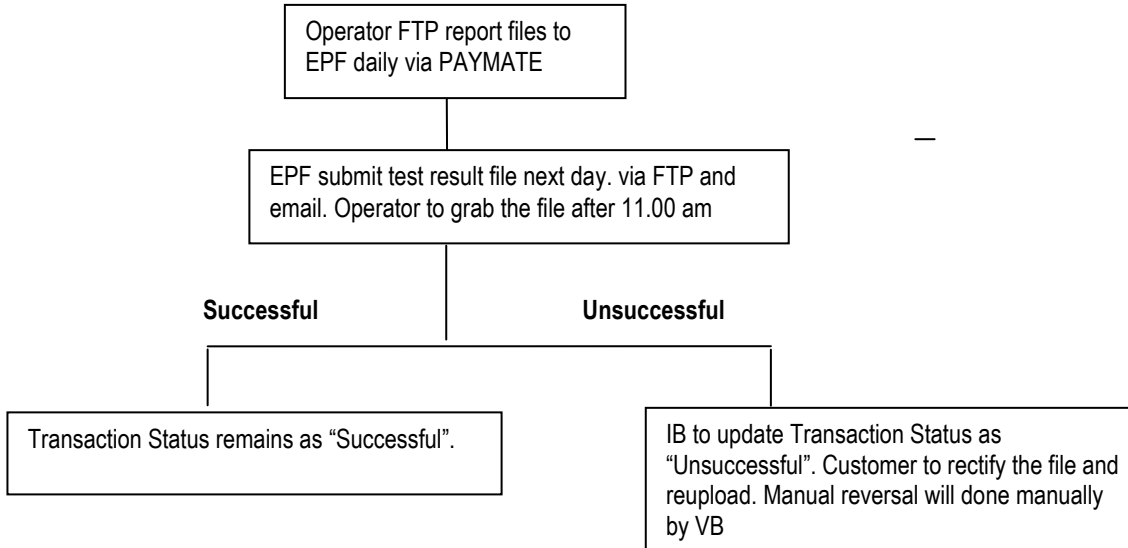 Operator FTP report files to
EPF daily via PAYMATE
EPF submit test result file next day. via FTP and
email. Operator to grab the file after 11.00 am
Successful
Unsuccessful
Transaction Status remains as “Successful”.
IB to update Transaction Status as
“Unsuccessful”. Customer to rectify the file and
reupload. Manual reversal will done manually
by VB